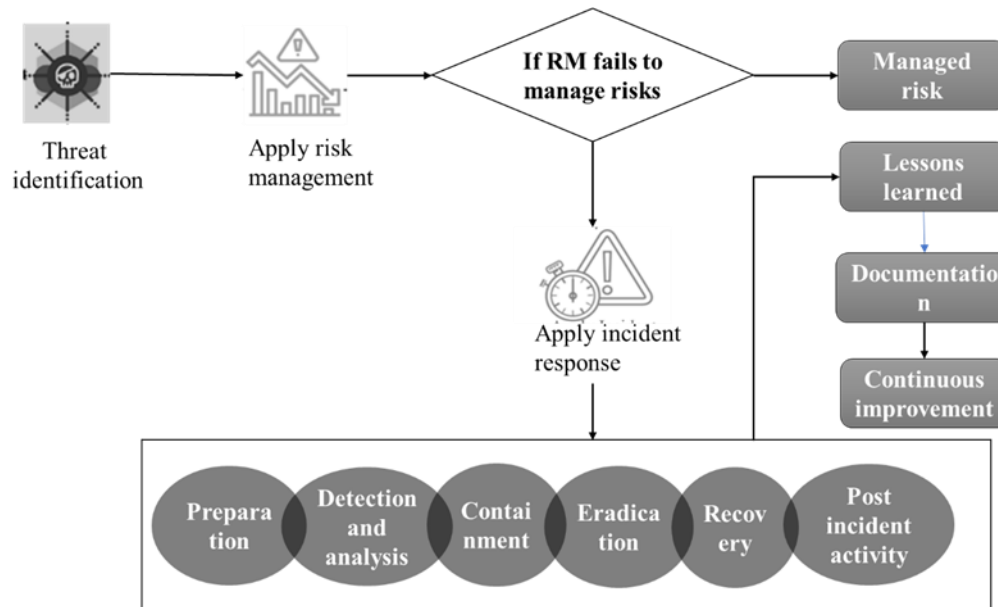 Threat
identification
Apply risk
management
If RM fails to
manage risks
Managed
risk
Lessons
learned
Documentatio
n
Continuous
improvement
Apply incident
response
Prepara
tion
Detection
and
analysis
Contai
nment
Eradica
tion
Recov
ery
Post
incident
activity